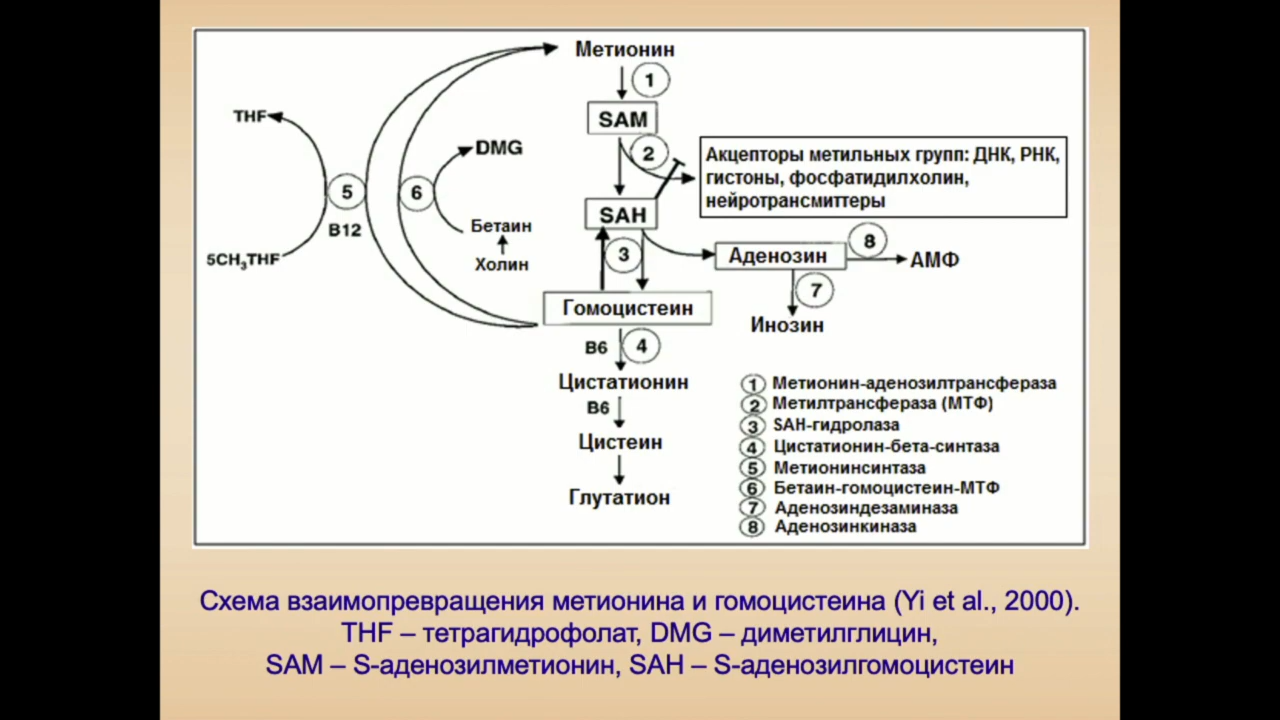 Метионин
1
THF
SAM
DMG
2
Акцепторы метильных групп: ДНК, РНК,
гистоны, фосфатидилхолин,
нейротрансмиттеры
5
6
B12
Бетаин
SAH
8
5CH₃THF
Холин
3
Аденозин
АМФ
7
Гомоцистеин
Инозин
B6
4
Цистатионин
B6
Цистеин
Глутатион
1 Метионин-аденозилтрансфераза
2 Метилтрансфераза (МТФ)
3 SAH-гидролаза
4 Цистатионин-бета-синтаза
5 Метионинсинтаза
6 Бетаин-гомоцистеин-МТФ
7 Аденозиндезаминаза
8 Аденозинкиназа
Схема взаимопревращения метионина и гомоцистеина (Yi et al., 2000).
THF – тетрагидрофолат, DMG – диметилглицин,
SAM – S-аденозилметионин, SAH – S-аденозилгомоцистеин